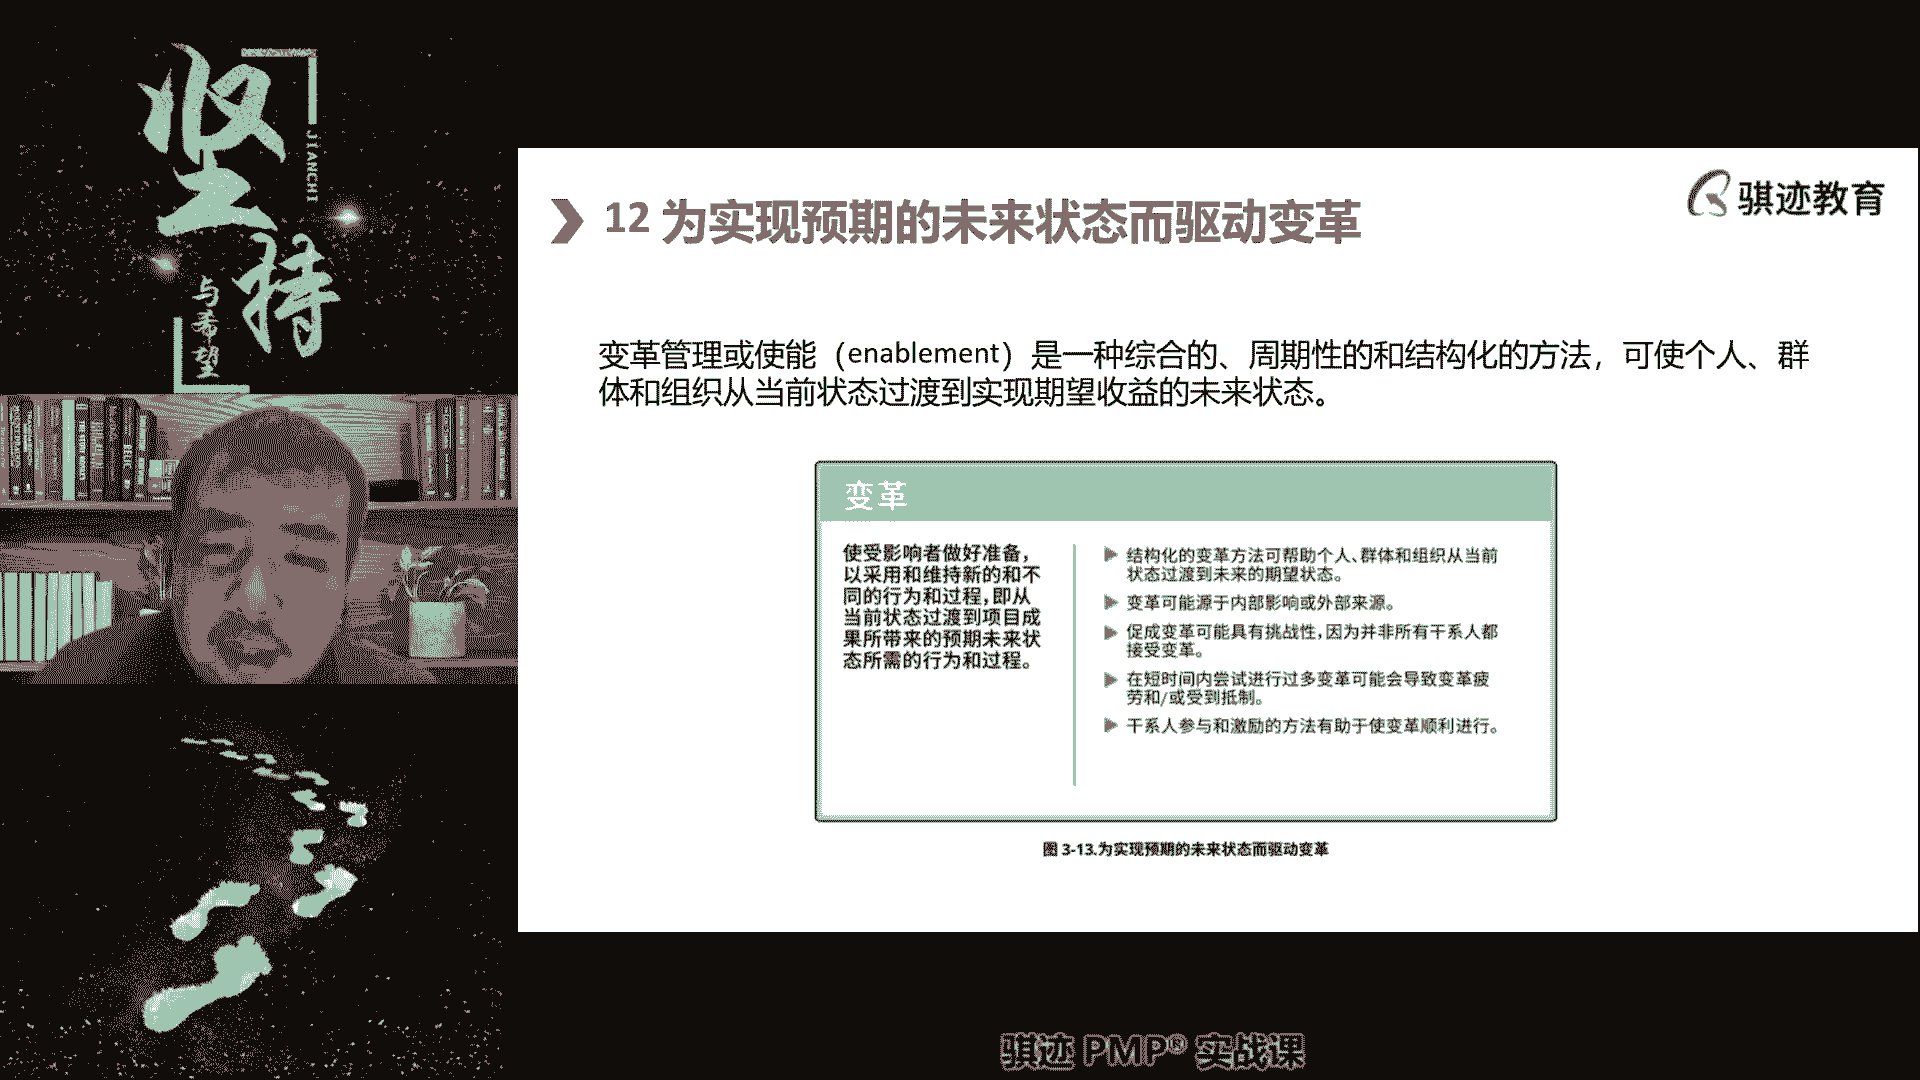 坚持
JIANCHI
与希望
骐迹教育
12 为实现预期的未来状态而驱动变革
变革管理或使能（enablement）是一种综合的、周期性的和结构化的方法，可使个人、群
体和组织从当前状态过渡到实现期望收益的未来状态。
变革
使受影响者做好准备，
以采用和维持新的和不
同的行为和过程，即从
当前状态过渡到项目成
果所带来的预期未来状
态所需的行为和过程。
▶ 结构化的变革方法可帮助个人、群体和组织从当前
状态过渡到未来的期望状态。
▶ 变革可能源于内部影响或外部来源。
▶ 促成变革可能具有挑战性，因为并非所有干系人都
接受变革。
▶ 在短时间内尝试进行过多变革可能会导致变革疲
劳和/或受到抵制。
▶ 干系人参与和激励的方法有助于使变革顺利进行。
图 3-13.为实现预期的未来状态而驱动变革
骐迹 PMP® 实战课